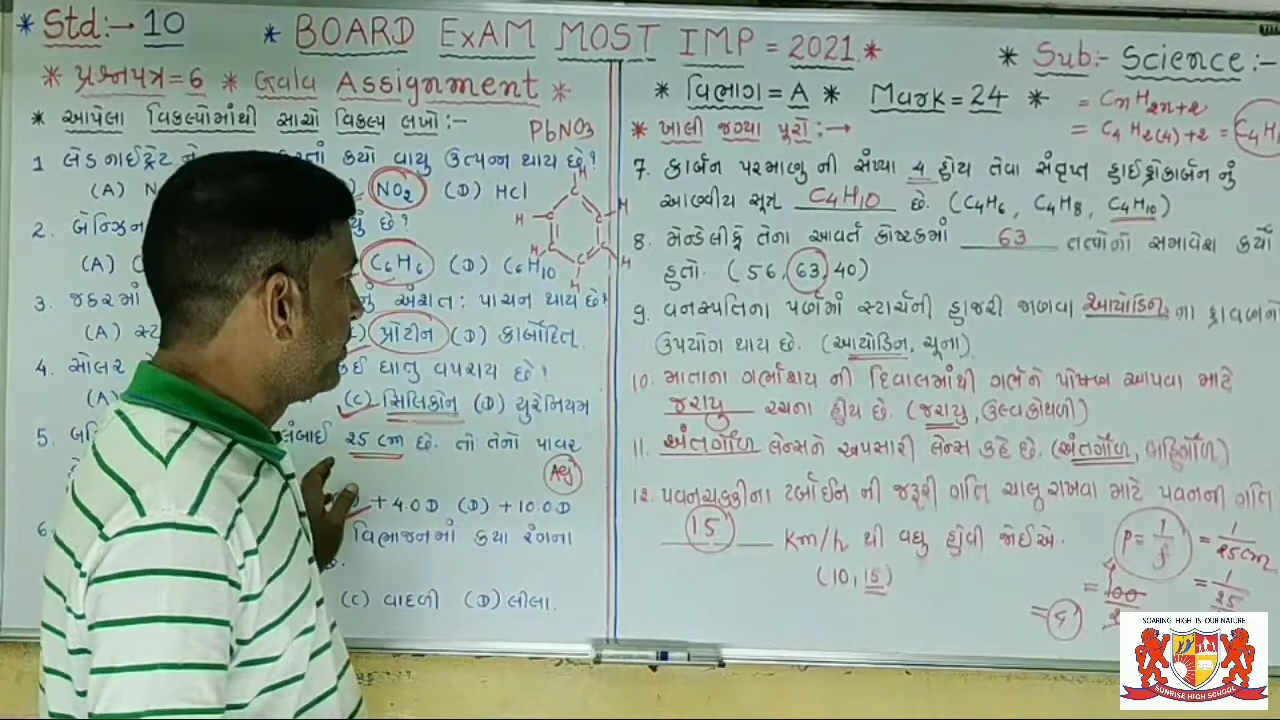 * Std:- 10
* BOARD EXAM MOST IMP = 2021 *
* Sub:- Science:-
* પ્રશ્નપત્ર = 6 * Gala Assignment *
* આપેલા વિકલ્પોમાંથી સાચો વિકલ્પ લખો:-
PbNO3
1 લેડ નાઈટ્રેટ ને કયો વાયુ ઉત્પન્ન થાય છે?
(A) NO2 (D) HCl
2. બેન્ઝિન છે?
(A) C6H6 (D) C6H10
H
H
H
H
H
H
3. જઠરમાં નું અંશત: પાચન થાય છે?
(A) પ્રોટીન (D) કાર્બોદિત.
4. સોલર ધાતુ વપરાય છે?
(A) (C) સિલિકોન (D) યુરેનિયમ
5. લંબાઈ 25 cm છે. તો તેનો પાવર
+ 4.0 D (D) + 10.0 D
6. વિભાજનમાં કયા રંગના
(C) વાદળી (D) લીલા.
* વિભાગ = A * Mark = 24 *
= CnH2n+2
= C4H2(4)+2 =
* ખાલી જગ્યા પૂરો:→
7. કાર્બન પરમાણુ ની સંખ્યા 4 હોય તેવા સંતૃપ્ત હાઈડ્રોકાર્બન નું
આણ્વીય સૂત્ર C4H10 છે. (C4H6, C4H8, C4H10)
8. મેન્ડેલીફે તેના આવર્ત કોષ્ટકમાં 63 તત્વોનો સમાવેશ કર્યો
હતો. (56, 63, 40)
9. વનસ્પતિના પર્ણમાં સ્ટાર્ચની હાજરી જાણવા આયોડિન ના દ્રાવણનો
ઉપયોગ થાય છે. (આયોડિન, ચૂના)
10. માતાના ગર્ભાશય ની દિવાલમાંથી ગર્ભને પોષણ આપવા માટે
જરાયુ રચના હોય છે. (જરાયુ, ઉલ્વકોથળી)
11. અંતર્ગોળ લેન્સને અપસારી લેન્સ કહે છે. (અંતર્ગોળ, બહિર્ગોળ)
12. પવનચક્કીના ટર્બાઈન ની જરૂરી ગતિ ચાલુ રાખવા માટે પવનની ગતિ
15 Km/h થી વધુ હોવી જોઈએ.
(10, 15)
P = 1/f = 1/25cm
SOARING HIGH IS OUR NATURE
SUNRISE HIGH SCHOOL